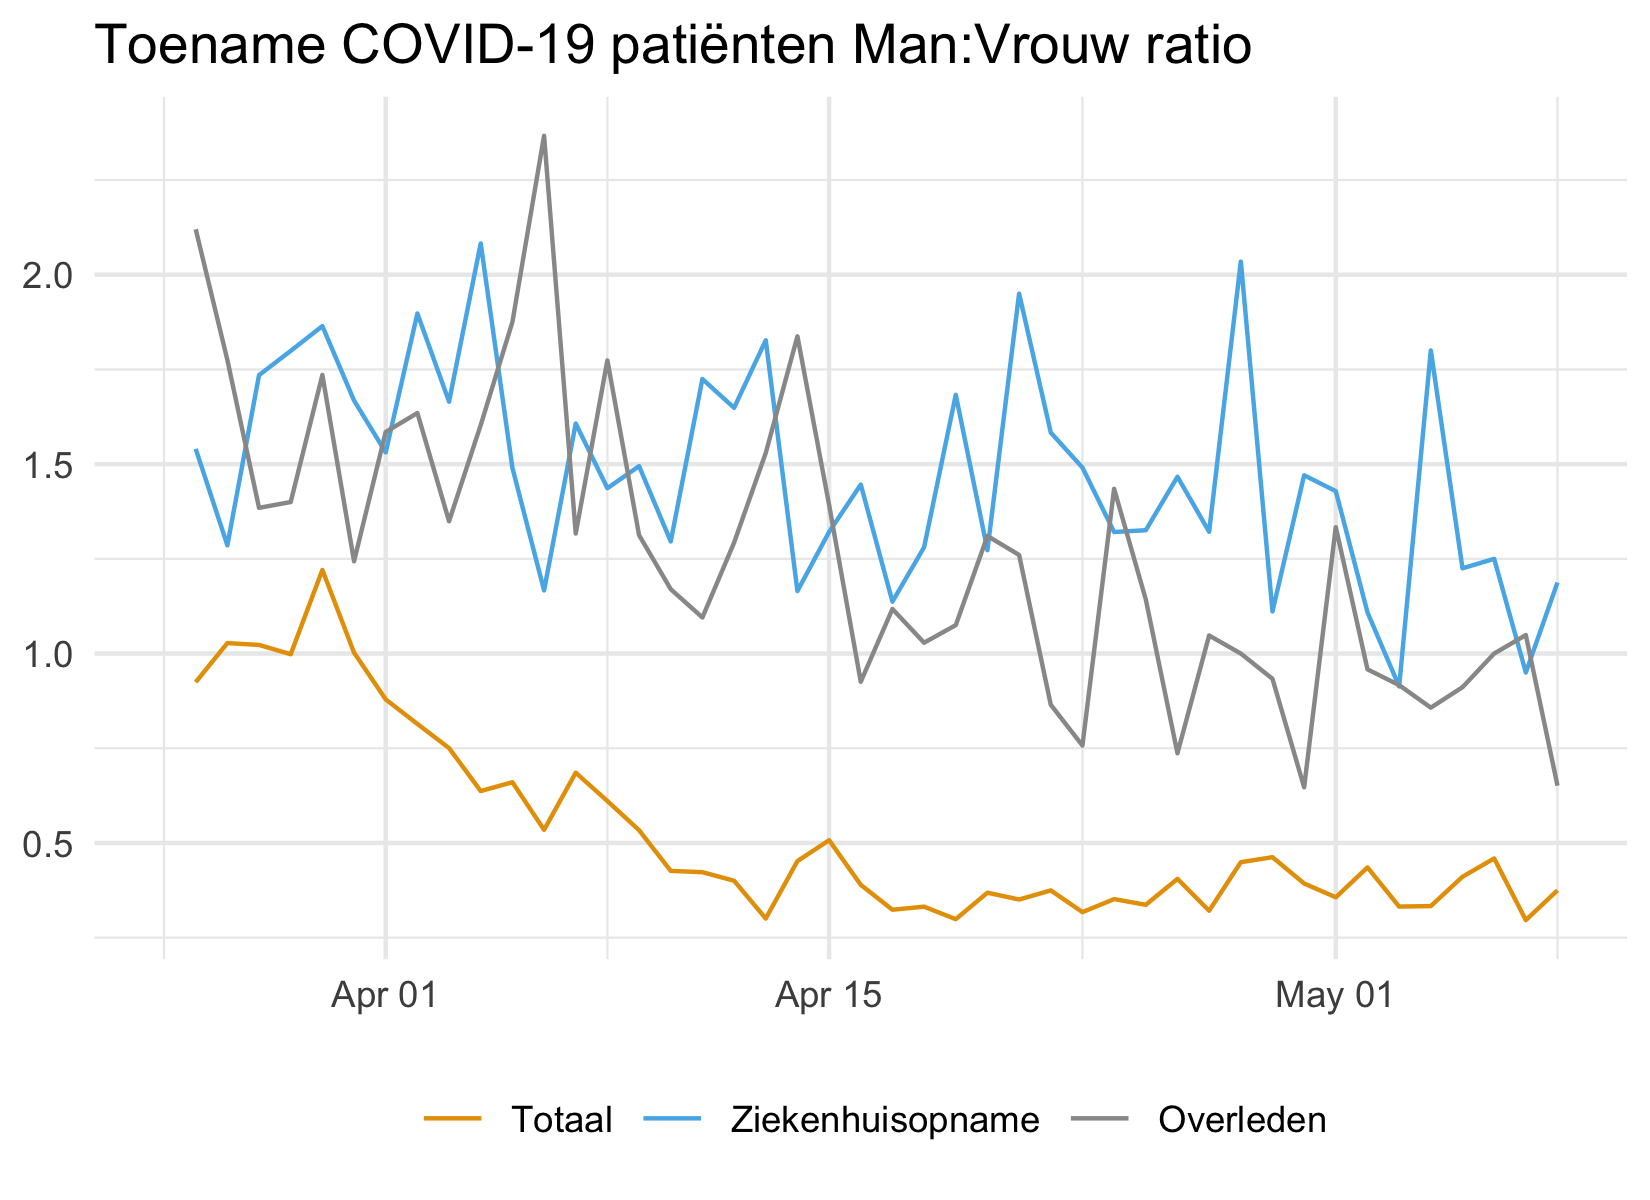 Toename COVID-19 patiënten Man:Vrouw ratio
2.0
1.5
1.0
0.5
Apr 01 Apr 15 May 01
Totaal Ziekenhuisopname Overleden